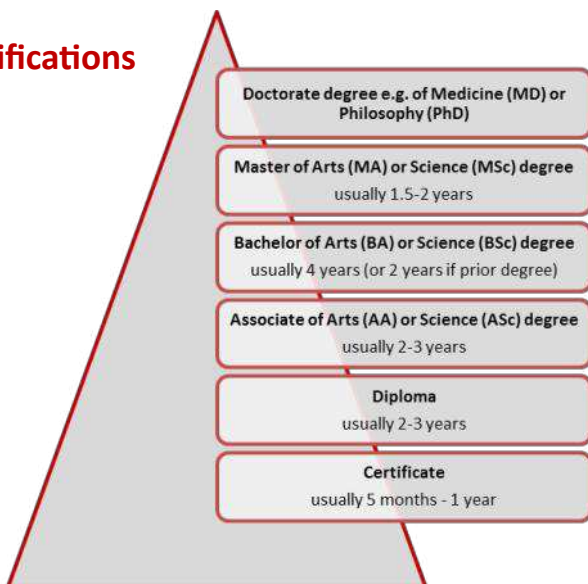 ifications
Doctorate degree e.g. of Medicine (MD) or
Philosophy (PhD)
Master of Arts (MA) or Science (MSc) degree
usually 1.5-2 years
Bachelor of Arts (BA) or Science (BSc) degree
usually 4 years (or 2 years if prior degree)
Associate of Arts (AA) or Science (ASc) degree
usually 2-3 years
Diploma
usually 2-3 years
Certificate
usually 5 months - 1 year